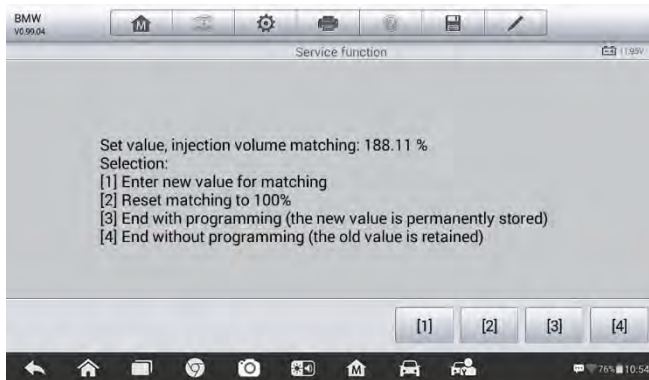 BMW
V0.99.04
Service function
11.95V
Set value, injection volume matching: 188.11 %
Selection:
[1] Enter new value for matching
[2] Reset matching to 100%
[3] End with programming (the new value is permanently stored)
[4] End without programming (the old value is retained)
[1] [2] [3] [4]
76% 10:54